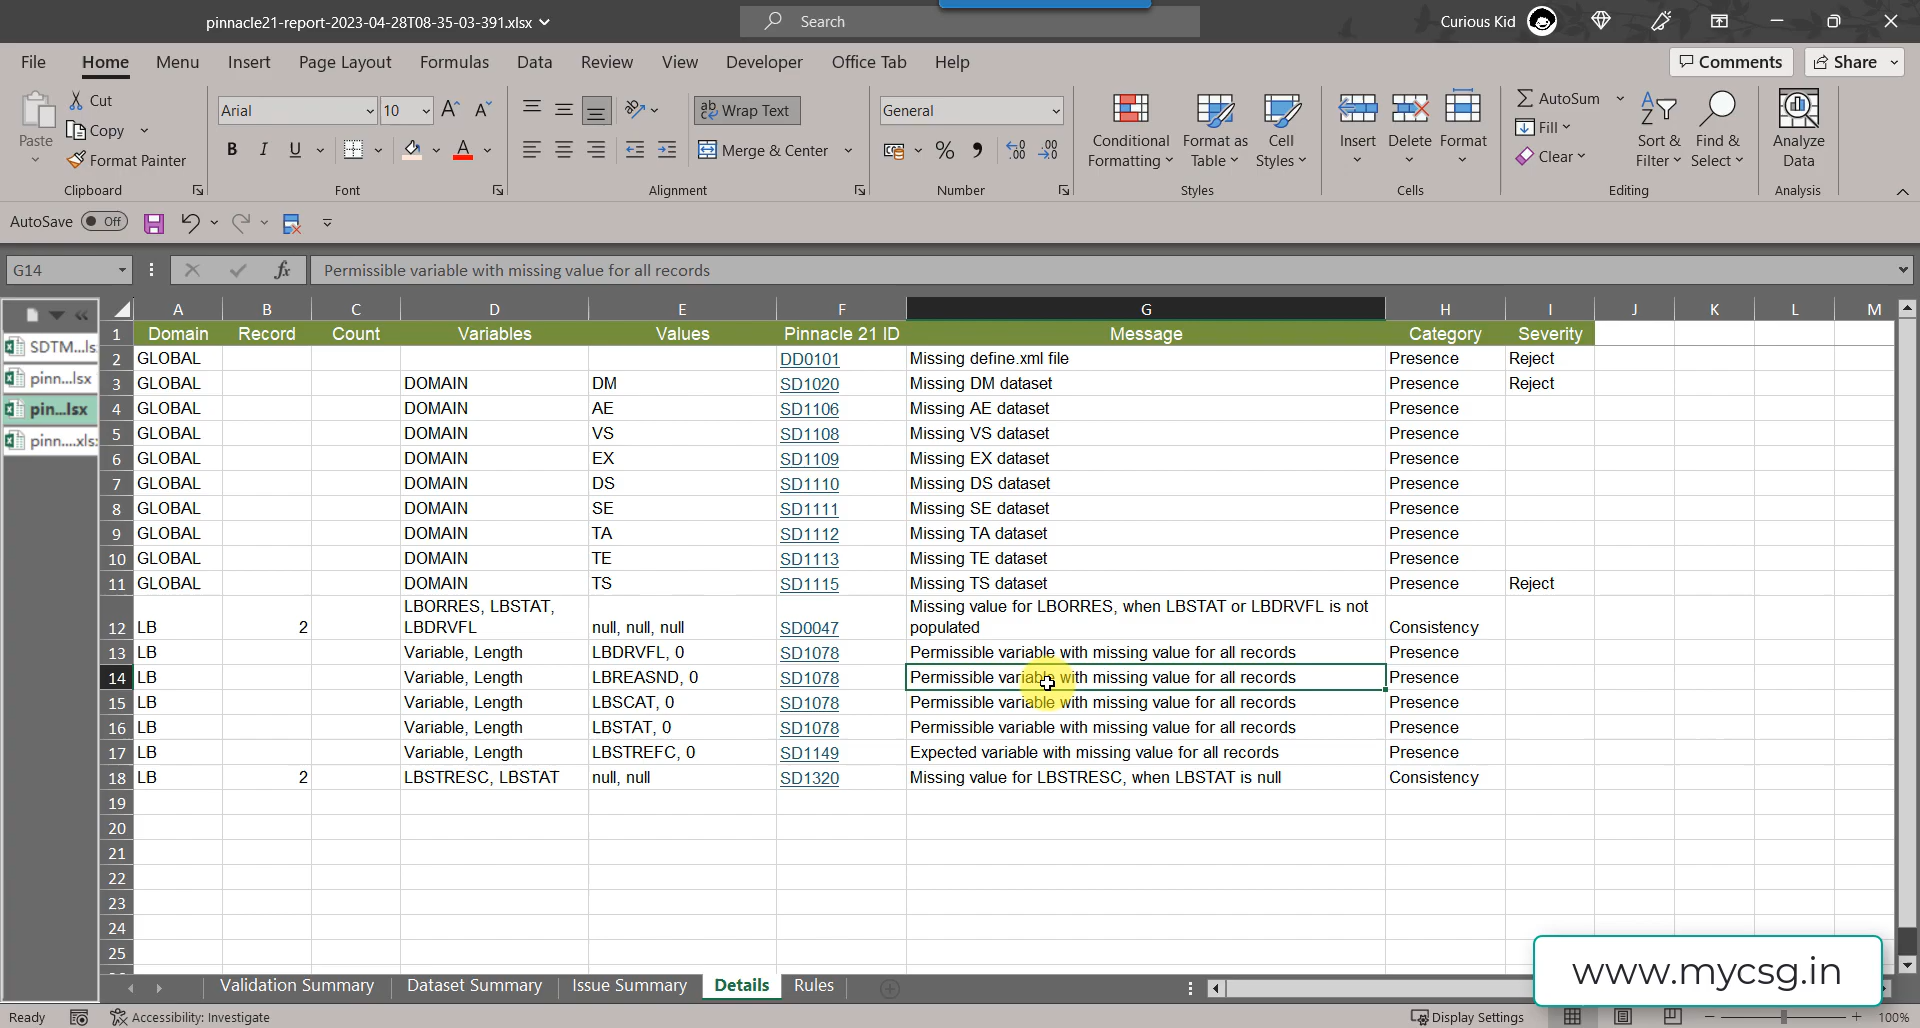 pinnacle21-report-2023-04-28T08-35-03-391.xlsx
Search
Curious Kid
File Home Menu Insert Page Layout Formulas Data Review View Developer Office Tab Help
Comments
Share
Paste
Cut
Copy
Format Painter
Clipboard
Arial 10
B I U
Font
Wrap Text
Merge & Center
Alignment
General
Number
Conditional Formatting
Format as Table
Cell Styles
Styles
Insert Delete Format
Cells
AutoSum
Fill
Clear
Sort & Filter
Find & Select
Editing
Analyze Data
Analysis
AutoSave Off
G14
fx
Permissible variable with missing value for all records
SDTM...ls
pinn...lsx
pin...lsx
pinn....xls
A B C D E F G H I J K L M
1 Domain Record Count Variables Values Pinnacle 21 ID Message Category Severity
2 GLOBAL DD0101 Missing define.xml file Presence Reject
3 GLOBAL DOMAIN DM SD1020 Missing DM dataset Presence Reject
4 GLOBAL DOMAIN AE SD1106 Missing AE dataset Presence
5 GLOBAL DOMAIN VS SD1108 Missing VS dataset Presence
6 GLOBAL DOMAIN EX SD1109 Missing EX dataset Presence
7 GLOBAL DOMAIN DS SD1110 Missing DS dataset Presence
8 GLOBAL DOMAIN SE SD1111 Missing SE dataset Presence
9 GLOBAL DOMAIN TA SD1112 Missing TA dataset Presence
10 GLOBAL DOMAIN TE SD1113 Missing TE dataset Presence
11 GLOBAL DOMAIN TS SD1115 Missing TS dataset Presence Reject
LBORRES, LBSTAT, Missing value for LBORRES, when LBSTAT or LBDRVFL is not
12 LB 2 LBDRVFL null, null, null SD0047 populated Consistency
13 LB Variable, Length LBDRVFL, 0 SD1078 Permissible variable with missing value for all records Presence
14 LB Variable, Length LBREASND, 0 SD1078 Permissible variable with missing value for all records Presence
15 LB Variable, Length LBSCAT, 0 SD1078 Permissible variable with missing value for all records Presence
16 LB Variable, Length LBSTAT, 0 SD1078 Permissible variable with missing value for all records Presence
17 LB Variable, Length LBSTREFC, 0 SD1149 Expected variable with missing value for all records Presence
18 LB 2 LBSTRESC, LBSTAT null, null SD1320 Missing value for LBSTRESC, when LBSTAT is null Consistency
19
20
21
22
23
24
25
www.mycsg.in
Validation Summary Dataset Summary Issue Summary Details Rules
Ready
Accessibility: Investigate
Display Settings
100%